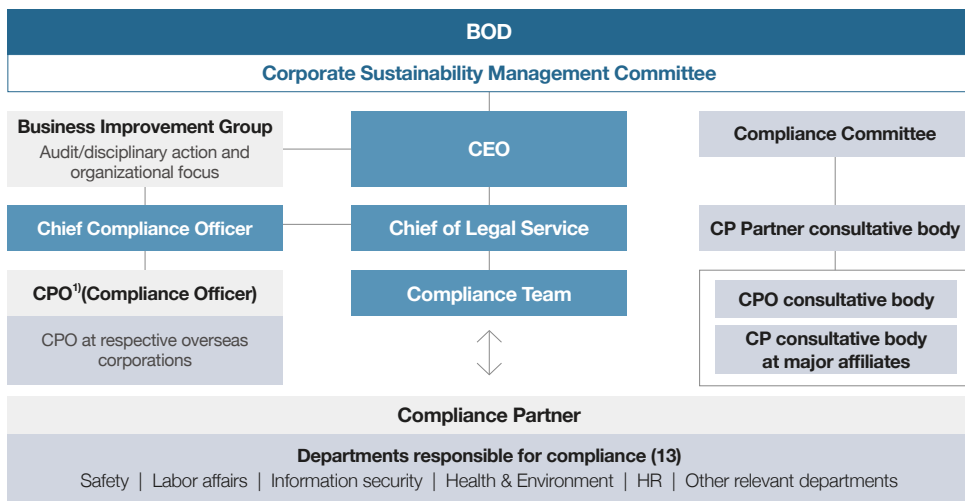 BOD
Corporate Sustainability Management Committee
Business Improvement Group
Audit/disciplinary action and
organizational focus
CEO
Compliance Committee
Chief Compliance Officer
Chief of Legal Service
CP Partner consultative body
CPO¹⁾(Compliance Officer)
CPO at respective overseas
corporations
Compliance Team
CPO consultative body
CP consultative body
at major affiliates
Compliance Partner
Departments responsible for compliance (13)
Safety | Labor affairs | Information security | Health & Environment | HR | Other relevant departments